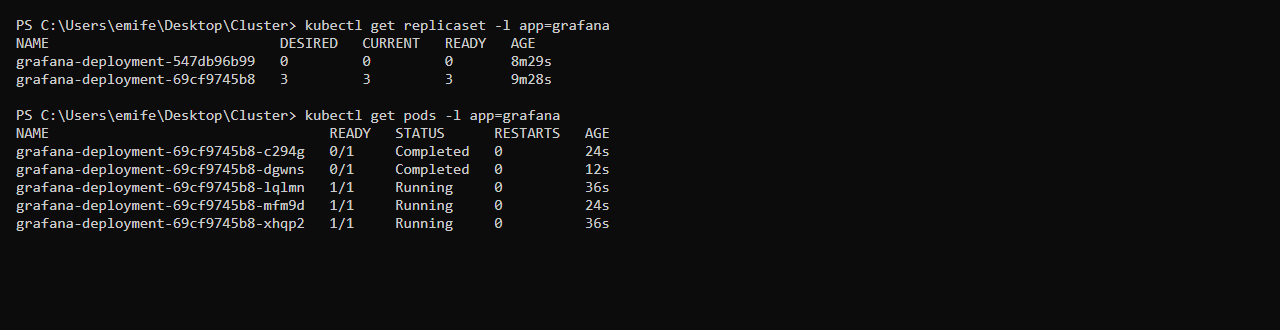 PS C:\Users\emife\Desktop\Cluster> kubectl get replicaset -l app=grafana
NAME                            DESIRED   CURRENT   READY   AGE
grafana-deployment-547db96b99   0         0         0       8m29s
grafana-deployment-69cf9745b8   3         3         3       9m28s
PS C:\Users\emife\Desktop\Cluster> kubectl get pods -l app=grafana
NAME                                  READY   STATUS      RESTARTS   AGE
grafana-deployment-69cf9745b8-c294g   0/1     Completed   0          24s
grafana-deployment-69cf9745b8-dgwns   0/1     Completed   0          12s
grafana-deployment-69cf9745b8-lqlmn   1/1     Running     0          36s
grafana-deployment-69cf9745b8-mfm9d   1/1     Running     0          24s
grafana-deployment-69cf9745b8-xhqp2   1/1     Running     0          36s